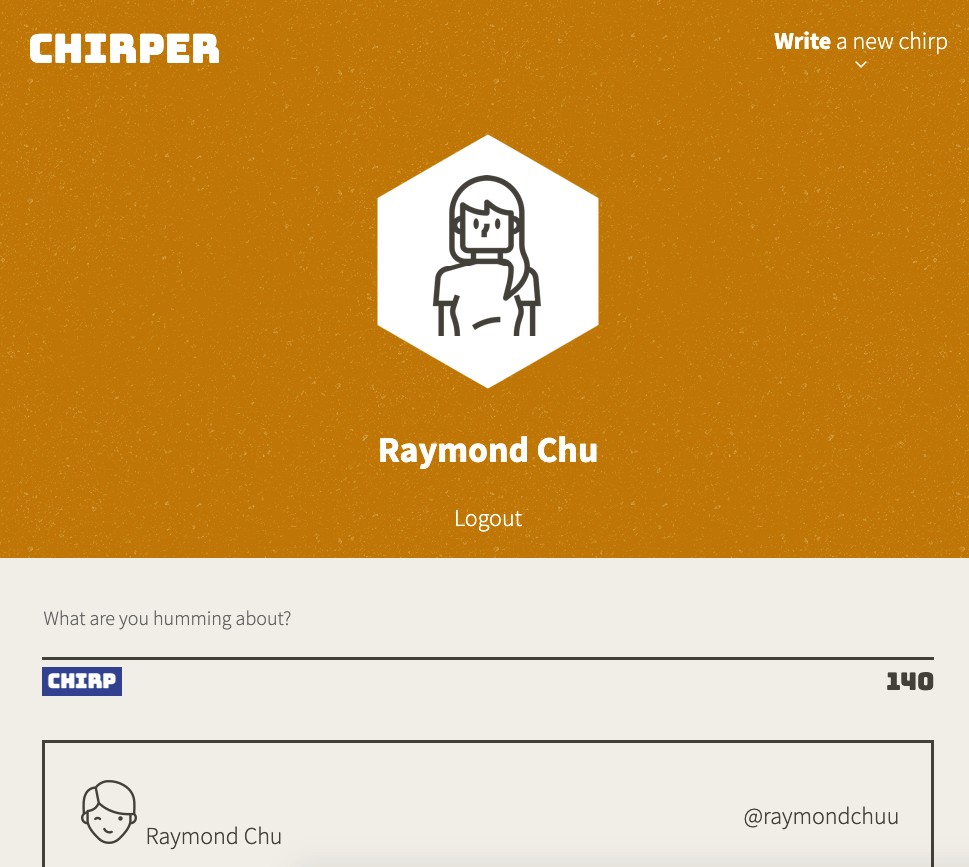 CHIRPER
Write a new chirp
Raymond Chu
Logout
What are you humming about?
CHIRP
140
Raymond Chu
@raymondchuu